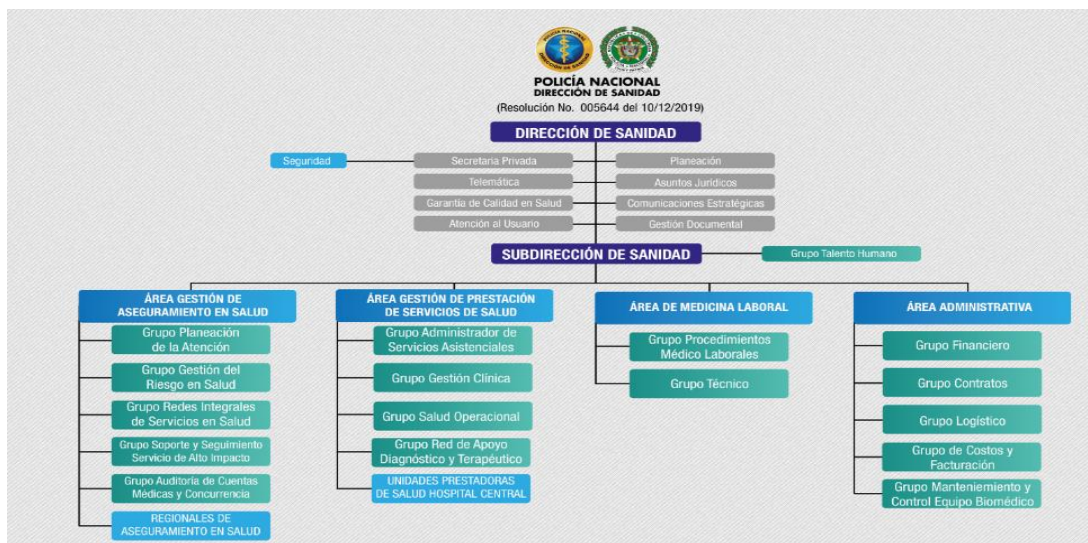 POLICÍA NACIONAL
DIRECCIÓN DE SANIDAD
(Resolución No. 005644 del 10/12/2019)
DIRECCIÓN DE SANIDAD
Seguridad
Secretaria Privada
Planeación
Telemática
Asuntos Jurídicos
Garantía de Calidad en Salud
Comunicaciones Estratégicas
Atención al Usuario
Gestión Documental
SUBDIRECCIÓN DE SANIDAD
Grupo Talento Humano
ÁREA GESTIÓN DE
ASEGURAMIENTO EN SALUD
Grupo Planeación
de la Atención
Grupo Gestión del
Riesgo en Salud
Grupo Redes Integrales
de Servicios en Salud
Grupo Soporte y Seguimiento
Servicio de Alto Impacto
Grupo Auditoría de Cuentas
Médicas y Concurrencia
REGIONALES DE
ASEGURAMIENTO EN SALUD
ÁREA GESTIÓN DE PRESTACIÓN
DE SERVICIOS DE SALUD
Grupo Administrador de
Servicios Asistenciales
Grupo Gestión Clínica
Grupo Salud Operacional
Grupo Red de Apoyo
Diagnóstico y Terapéutico
UNIDADES PRESTADORAS
DE SALUD HOSPITAL CENTRAL
ÁREA DE MEDICINA LABORAL
Grupo Procedimientos
Médico Laborales
Grupo Técnico
ÁREA ADMINISTRATIVA
Grupo Financiero
Grupo Contratos
Grupo Logístico
Grupo de Costos y
Facturación
Grupo Manteniemiento y
Control Equipo Biomédico